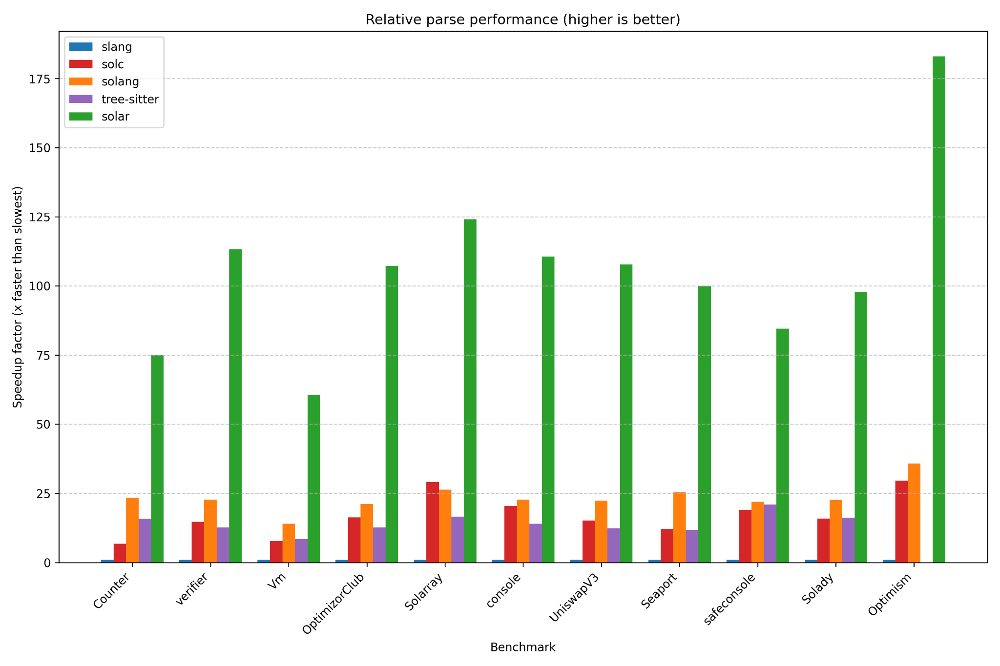 Relative parse performance (higher is better)
slang
solc
solang
tree-sitter
solar
Speedup factor (x faster than slowest)
175
150
125
100
75
50
25
0
Counter
verifier
Vm
OptimizorClub
Solarray
console
UniswapV3
Seaport
safeconsole
Solady
Optimism
Benchmark